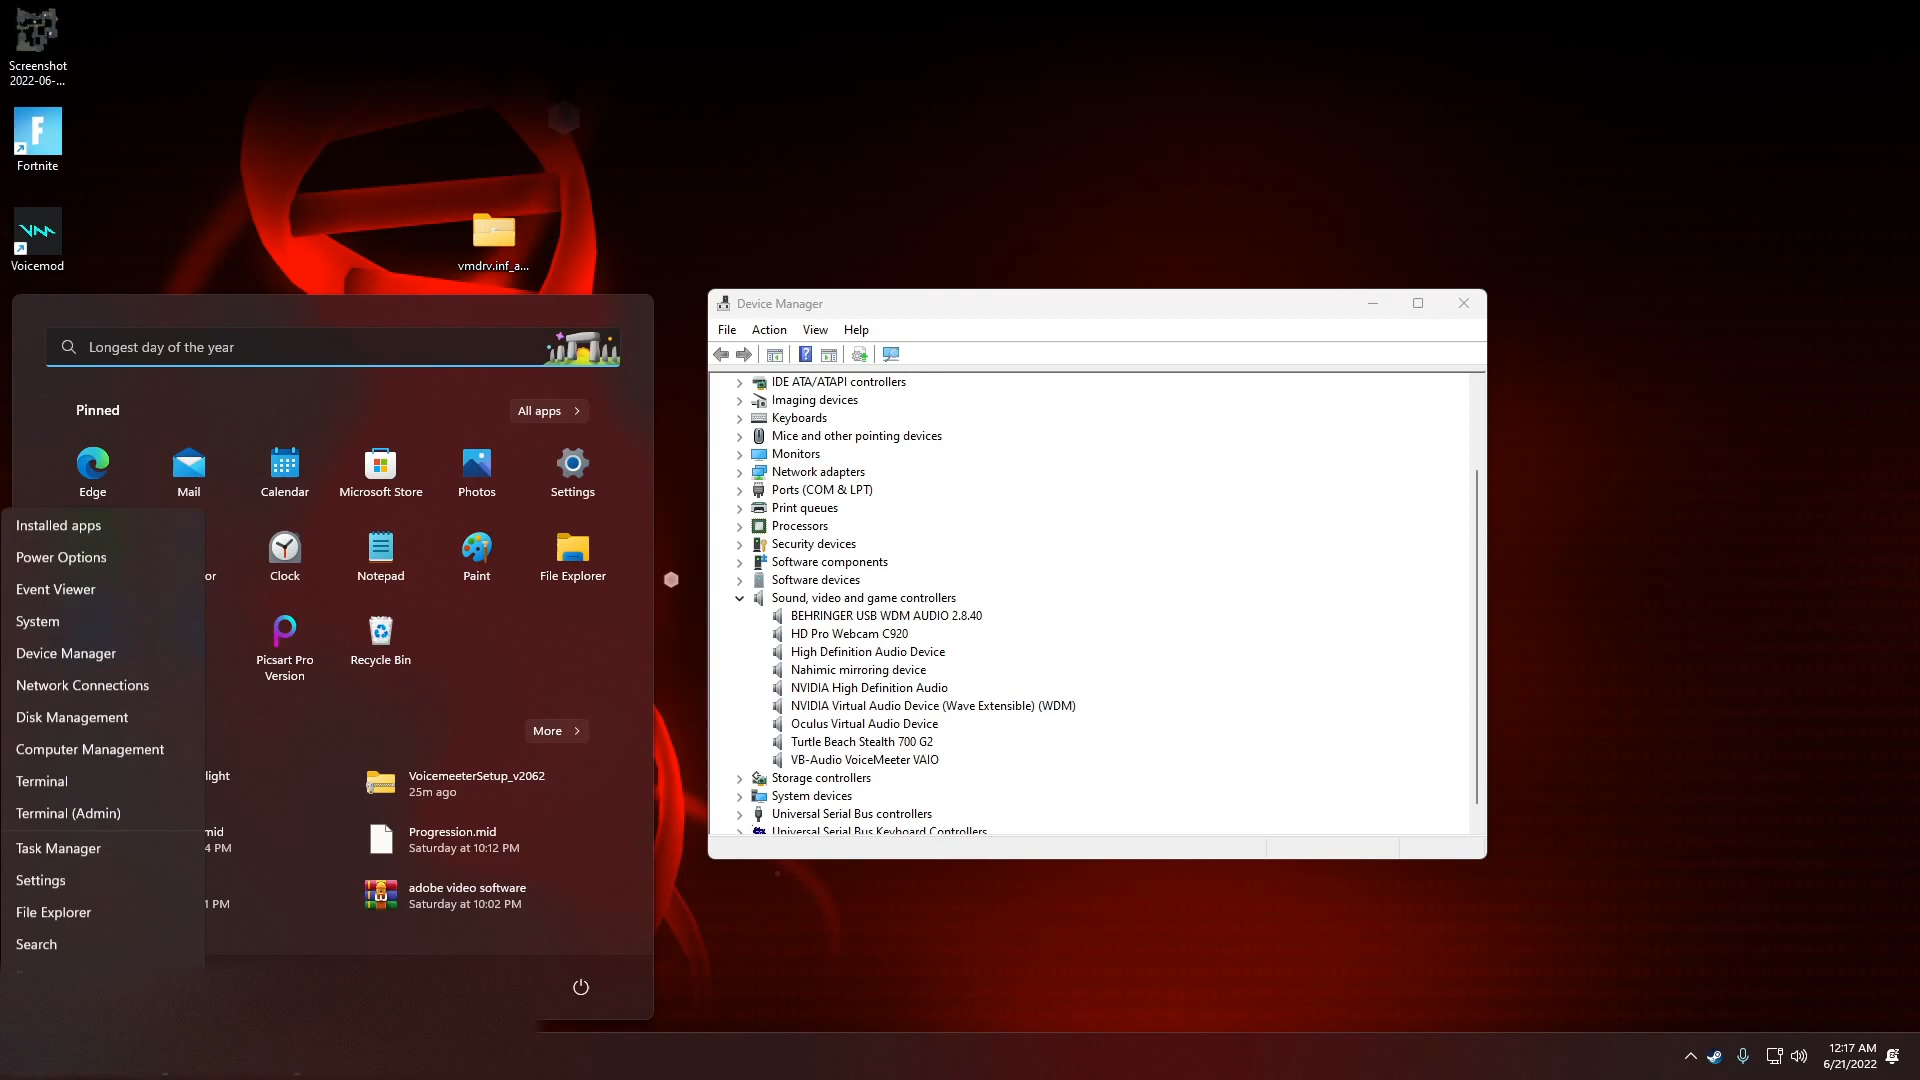 Screenshot
2022-06-...
Fortnite
Voicemod
vmdrv.inf_a...
Longest day of the year
Pinned
All apps
Edge
Mail
Calendar
Microsoft Store
Photos
Settings
or
Clock
Notepad
Paint
File Explorer
Picsart Pro
Version
Recycle Bin
More
light
VoicemeeterSetup_v2062
25m ago
mid
4 PM
Progression.mid
Saturday at 10:12 PM
1 PM
adobe video software
Saturday at 10:02 PM
Installed apps
Power Options
Event Viewer
System
Device Manager
Network Connections
Disk Management
Computer Management
Terminal
Terminal (Admin)
Task Manager
Settings
File Explorer
Search
Device Manager
File Action View Help
IDE ATA/ATAPI controllers
Imaging devices
Keyboards
Mice and other pointing devices
Monitors
Network adapters
Ports (COM & LPT)
Print queues
Processors
Security devices
Software components
Software devices
Sound, video and game controllers
BEHRINGER USB WDM AUDIO 2.8.40
HD Pro Webcam C920
High Definition Audio Device
Nahimic mirroring device
NVIDIA High Definition Audio
NVIDIA Virtual Audio Device (Wave Extensible) (WDM)
Oculus Virtual Audio Device
Turtle Beach Stealth 700 G2
VB-Audio VoiceMeeter VAIO
Storage controllers
System devices
Universal Serial Bus controllers
Universal Serial Bus Keyboard Controllers
12:17 AM
6/21/2022